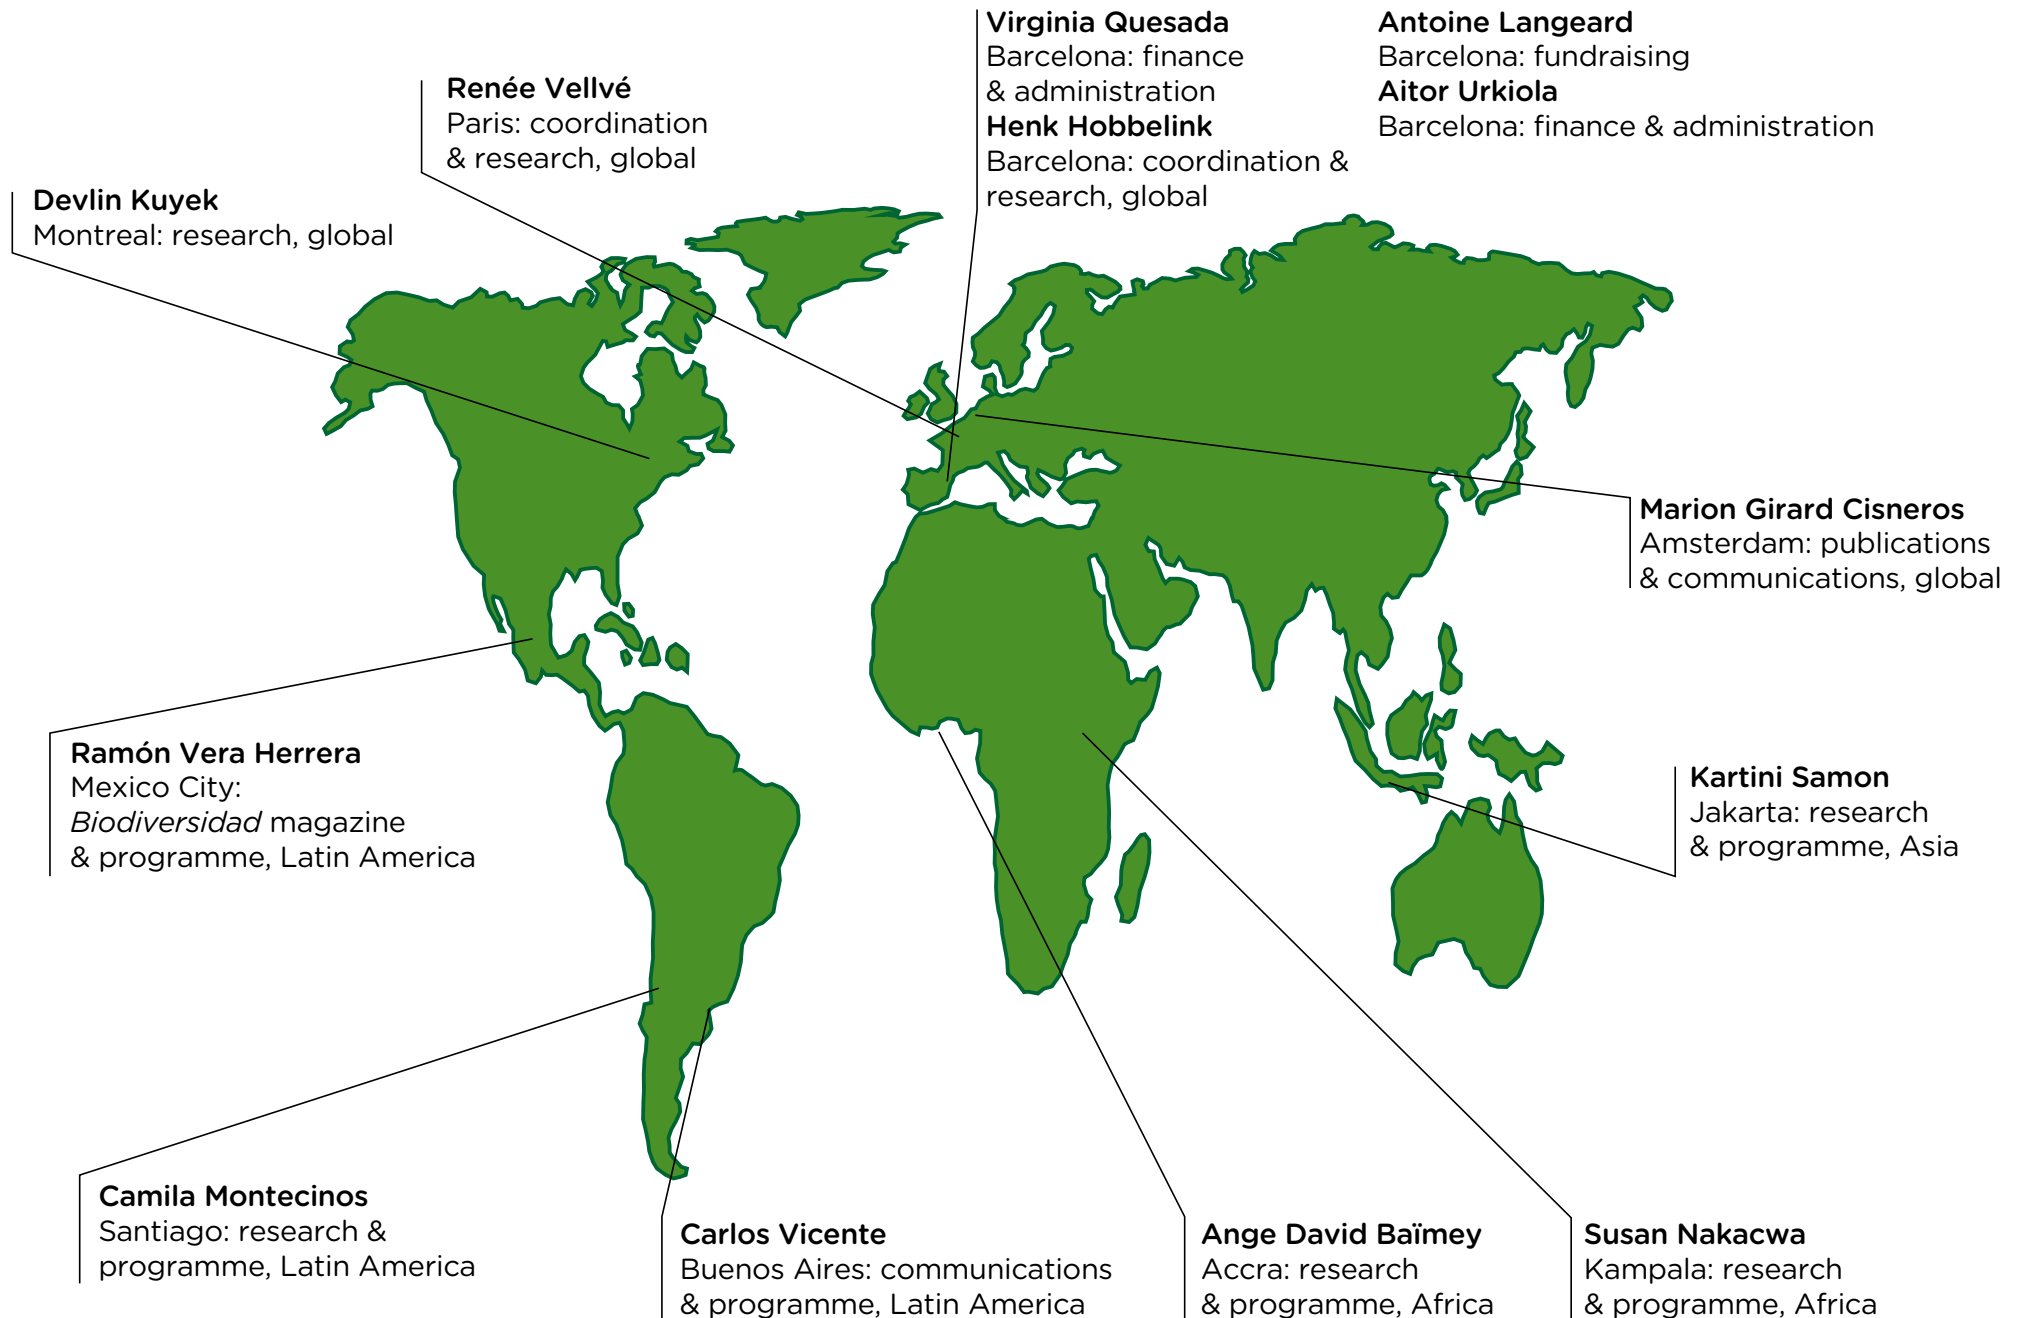 Virginia Quesada
Barcelona: finance
& administration
Henk Hobbelink
Barcelona: coordination &
research, global
Antoine Langeard
Barcelona: fundraising
Aitor Urkiola
Barcelona: finance & administration
Renée Vellvé
Paris: coordination
& research, global
Devlin Kuyek
Montreal: research, global
Marion Girard Cisneros
Amsterdam: publications
& communications, global
Ramón Vera Herrera
Mexico City:
Biodiversidad magazine
& programme, Latin America
Kartini Samon
Jakarta: research
& programme, Asia
Camila Montecinos
Santiago: research &
programme, Latin America
Carlos Vicente
Buenos Aires: communications
& programme, Latin America
Ange David Baïmey
Accra: research
& programme, Africa
Susan Nakacwa
Kampala: research
& programme, Africa